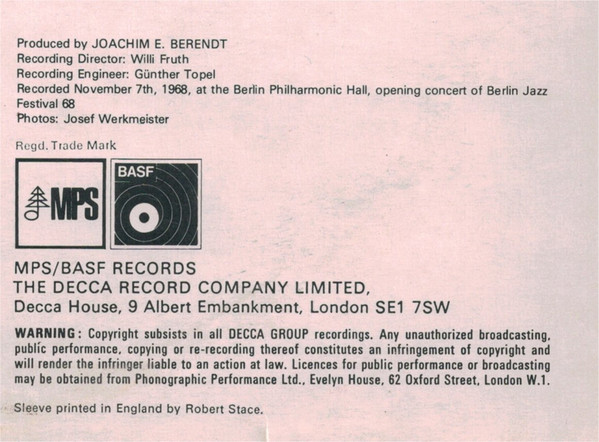 Produced by JOACHIM E. BERENDT
Recording Director: Willi Fruth
Recording Engineer: Günther Topel
Recorded November 7th, 1968, at the Berlin Philharmonic Hall, opening concert of Berlin Jazz
Festival 68
Photos: Josef Werkmeister
Regd. Trade Mark
MPS BASF
MPS/BASF RECORDS
THE DECCA RECORD COMPANY LIMITED,
Decca House, 9 Albert Embankment, London SE1 7SW
WARNING: Copyright subsists in all DECCA GROUP recordings. Any unauthorized broadcasting,
public performance, copying or re-recording thereof constitutes an infringement of copyright and
will render the infringer liable to an action at law. Licences for public performance or broadcasting
may be obtained from Phonographic Performance Ltd., Evelyn House, 62 Oxford Street, London W.1.
Sleeve printed in England by Robert Stace.